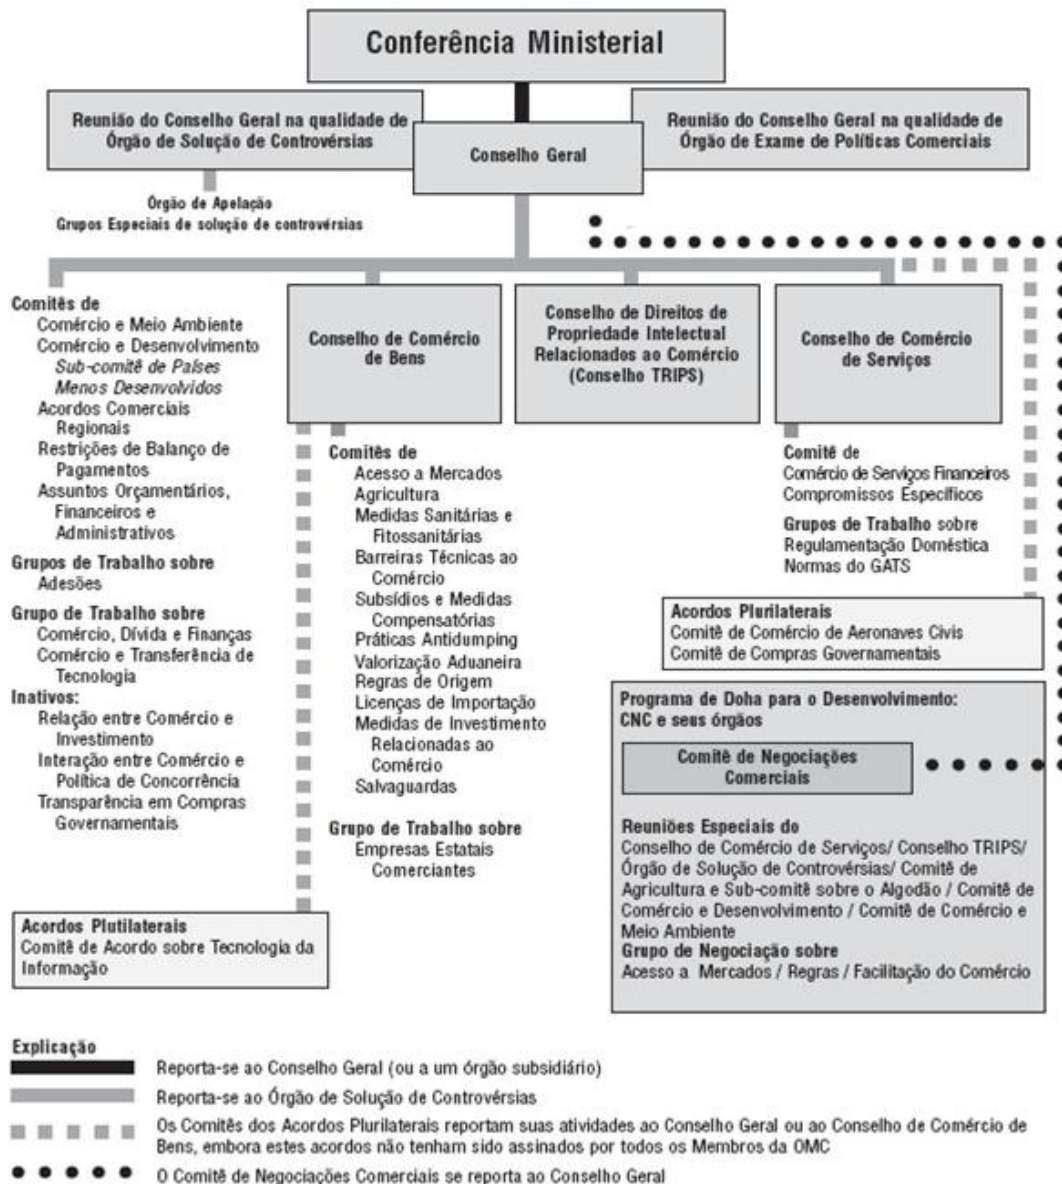 Conferência Ministerial
Reunião do Conselho Geral na qualidade de
Órgão de Solução de Controvérsias
Conselho Geral
Reunião do Conselho Geral na qualidade de
Órgão de Exame de Políticas Comerciais
Órgão de Apelação
Grupos Especiais de solução de controvérsias
Comitês de
Comércio e Meio Ambiente
Comércio e Desenvolvimento
Sub-comitê de Países
Menos Desenvolvidos
Acordos Comerciais
Regionais
Restrições de Balanço de
Pagamentos
Assuntos Orçamentários,
Financeiros e
Administrativos
Grupos de Trabalho sobre
Adesões
Grupo de Trabalho sobre
Comércio, Dívida e Finanças
Comércio e Transferência de
Tecnologia
Inativos:
Relação entre Comércio e
Investimento
Interação entre Comércio e
Política de Concorrência
Transparência em Compras
Governamentais
Acordos Plutilaterais
Comitê de Acordo sobre Tecnologia da
Informação
Conselho de Comércio
de Bens
Comitês de
Acesso a Mercados
Agricultura
Medidas Sanitárias e
Fitossanitárias
Barreiras Técnicas ao
Comércio
Subsídios e Medidas
Compensatórias
Práticas Antidumping
Valorização Aduaneira
Regras de Origem
Licenças de Importação
Medidas de Investimento
Relacionadas ao
Comércio
Salvaguardas
Grupo de Trabalho sobre
Empresas Estatais
Comerciantes
Conselho de Direitos de
Propriedade Intelectual
Relacionados ao Comércio
(Conselho TRIPS)
Conselho de Comércio
de Serviços
Comitê de
Comércio de Serviços Financeiros
Compromissos Específicos
Grupos de Trabalho sobre
Regulamentação Doméstica
Normas do GATS
Acordos Plurilaterais
Comitê de Comércio de Aeronaves Civis
Comitê de Compras Governamentais
Programa de Doha para o Desenvolvimento:
CNC e seus órgãos
Comitê de Negociações
Comerciais
Reuniões Especiais do
Conselho de Comércio de Serviços/ Conselho TRIPS/
Órgão de Solução de Controvérsias/ Comitê de
Agricultura e Sub-comitê sobre o Algodão / Comitê de
Comércio e Desenvolvimento / Comitê de Comércio e
Meio Ambiente
Grupo de Negociação sobre
Acesso a Mercados / Regras / Facilitação do Comércio
Explicação
Reporta-se ao Conselho Geral (ou a um órgão subsidiário)
Reporta-se ao Órgão de Solução de Controvérsias
Os Comitês dos Acordos Plurilaterais reportam suas atividades ao Conselho Geral ou ao Conselho de Comércio de
Bens, embora estes acordos não tenham sido assinados por todos os Membros da OMC
O Comitê de Negociações Comerciais se reporta ao Conselho Geral